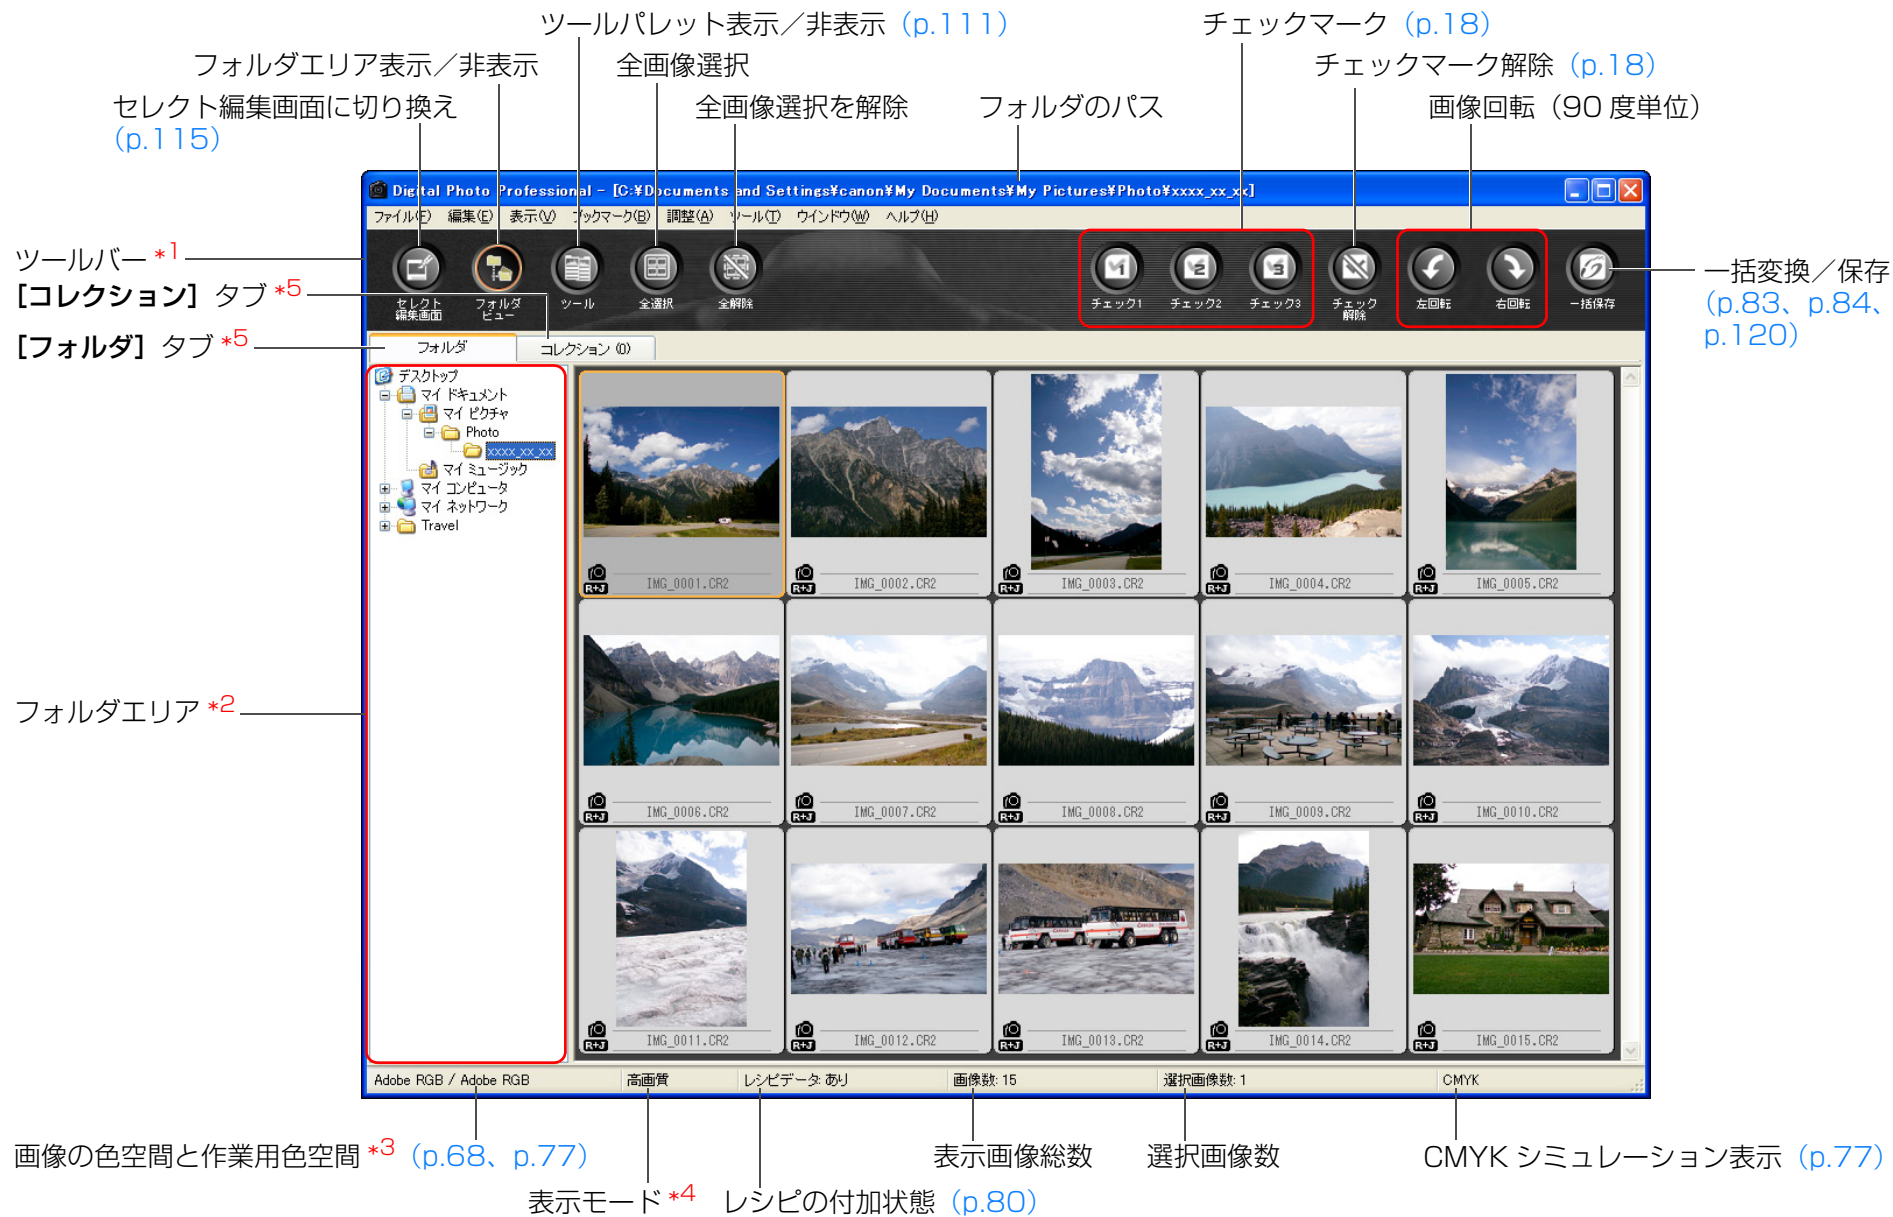 ツールパレット表示／非表示（p.111）
チェックマーク（p.18）
フォルダエリア表示／非表示
全画像選択
チェックマーク解除（p.18）
セレクト編集画面に切り換え
（p.115）
全画像選択を解除
フォルダのパス
画像回転（90 度単位）
Digital Photo Professional - [C:¥Documents and Settings¥canon¥My Documents¥My Pictures¥Photo¥xxxx_xx_xx]
ファイル(F) 編集(E) 表示(V) ブックマーク(B) 調整(A) ツール(T) ウインドウ(W) ヘルプ(H)
ツールバー *1
［コレクション］タブ *5
［フォルダ］タブ *5
セレクト
編集画面
フォルダ
ビュー
ツール
全選択
全解除
チェック1
チェック2
チェック3
チェック
解除
左回転
右回転
一括保存
一括変換／保存
（p.83、p.84、
p.120）
フォルダ
コレクション (0)
デスクトップ
マイ ドキュメント
マイ ピクチャ
Photo
xxxx_xx_xx
マイ ミュージック
マイ コンピュータ
マイ ネットワーク
Travel
フォルダエリア *2
R+J IMG_0001.CR2
R+J IMG_0002.CR2
R+J IMG_0003.CR2
R+J IMG_0004.CR2
R+J IMG_0005.CR2
R+J IMG_0006.CR2
R+J IMG_0007.CR2
R+J IMG_0008.CR2
R+J IMG_0009.CR2
R+J IMG_0010.CR2
R+J IMG_0011.CR2
R+J IMG_0012.CR2
R+J IMG_0013.CR2
R+J IMG_0014.CR2
R+J IMG_0015.CR2
Adobe RGB / Adobe RGB
高画質
レシピデータ: あり
画像数: 15
選択画像数: 1
CMYK
画像の色空間と作業用色空間 *3（p.68、p.77）
表示画像総数
選択画像数
CMYK シミュレーション表示（p.77）
表示モード *4
レシピの付加状態（p.80）